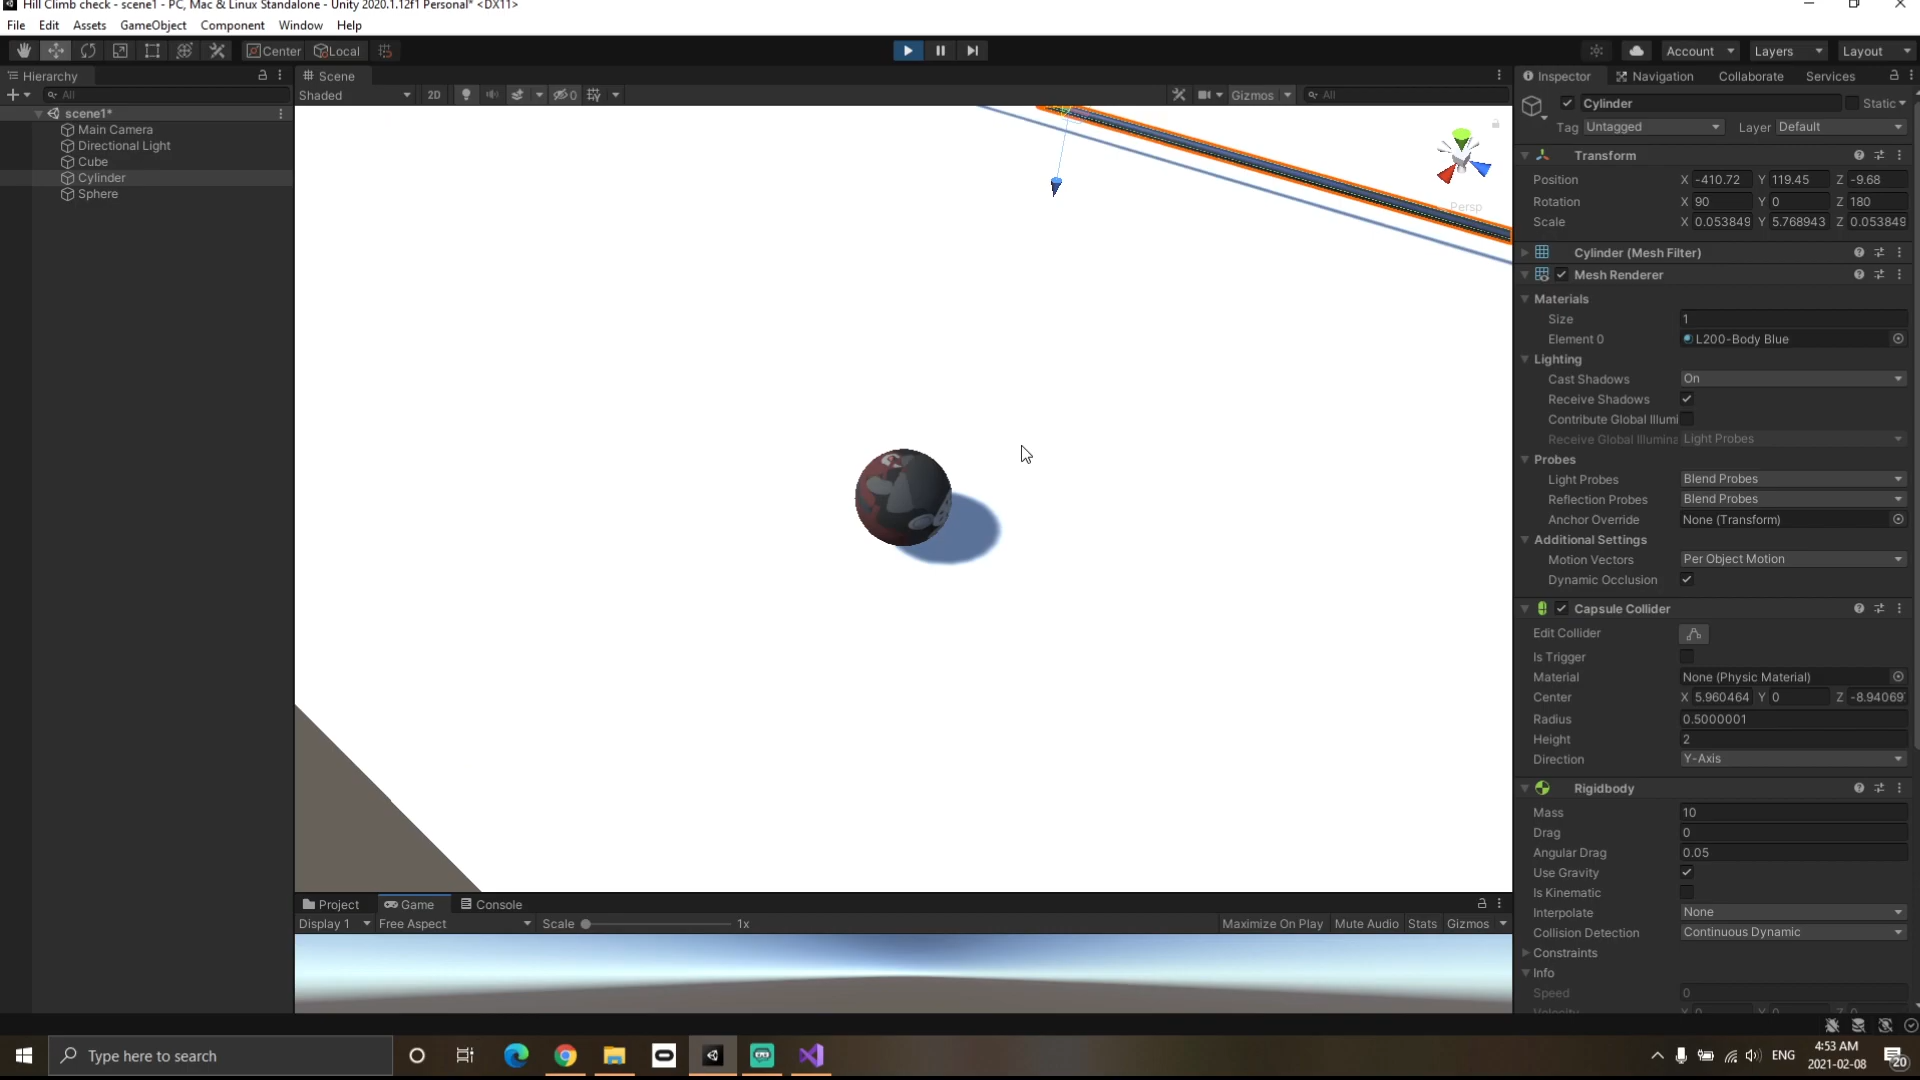 Hill Climb check - scene1 - PC, Mac & Linux Standalone - Unity 2020.1.12f1 Personal* <DX11>
File Edit Assets GameObject Component Window Help
Center Local Account Layers Layout
Hierarchy
All
scene1*
Main Camera
Directional Light
Cube
Cylinder
Sphere
Scene
Shaded 2D 0 Gizmos All
Persp
Inspector Navigation Collaborate Services
Cylinder Static
Tag Untagged Layer Default
Transform
Position X -410.72 Y 119.45 Z -9.68
Rotation X 90 Y 0 Z 180
Scale X 0.053849 Y 5.768943 Z 0.053849
Cylinder (Mesh Filter)
Mesh Renderer
Materials
Size 1
Element 0 L200-Body Blue
Lighting
Cast Shadows On
Receive Shadows
Contribute Global Illumi
Receive Global Illumina Light Probes
Probes
Light Probes Blend Probes
Reflection Probes Blend Probes
Anchor Override None (Transform)
Additional Settings
Motion Vectors Per Object Motion
Dynamic Occlusion
Capsule Collider
Edit Collider
Is Trigger
Material None (Physic Material)
Center X 5.960464 Y 0 Z -8.94069
Radius 0.5000001
Height 2
Direction Y-Axis
Rigidbody
Mass 10
Drag 0
Angular Drag 0.05
Use Gravity
Is Kinematic
Interpolate None
Collision Detection Continuous Dynamic
Constraints
Info
Speed 0
Project Game Console
Display 1 Free Aspect Scale 1x Maximize On Play Mute Audio Stats Gizmos
Type here to search
ENG
4:53 AM
2021-02-08
20